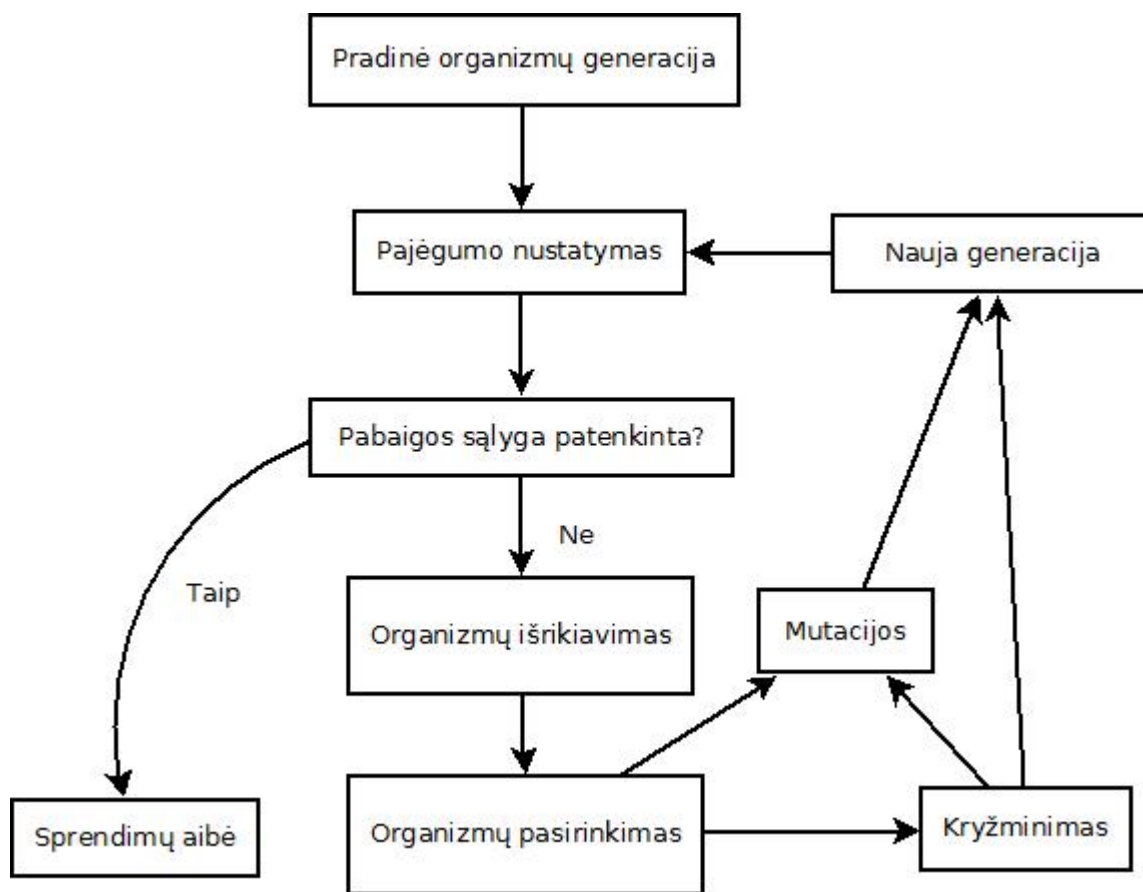 Pradinė organizmų generacija
Pajėgumo nustatymas
Nauja generacija
Pabaigos sąlyga patenkinta?
Ne
Taip
Organizmų išrikiavimas
Mutacijos
Sprendimų aibė
Organizmų pasirinkimas
Kryžminimas